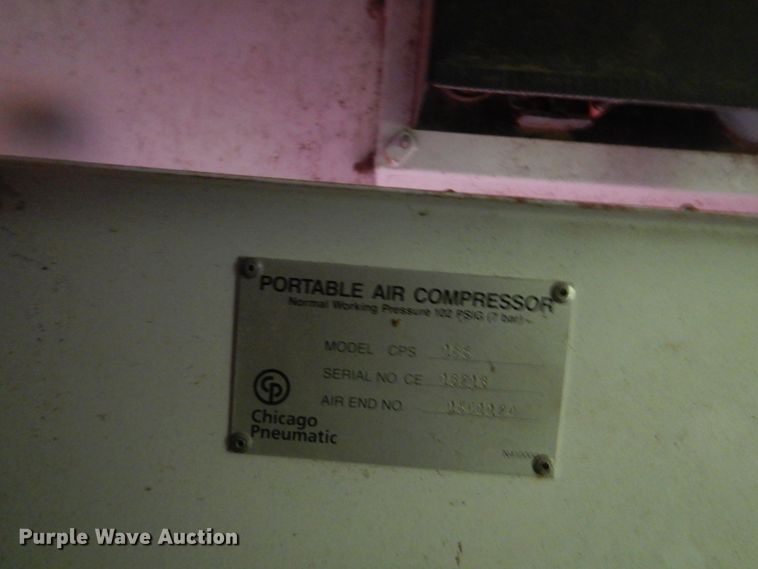 PORTABLE AIR COMPRESSOR
Normal Working Pressure 102 PSIG (7 bar)
MODEL CPS
SERIAL NO. CE
AIR END NO.
CP
Chicago
Pneumatic
Purple Wave Auction